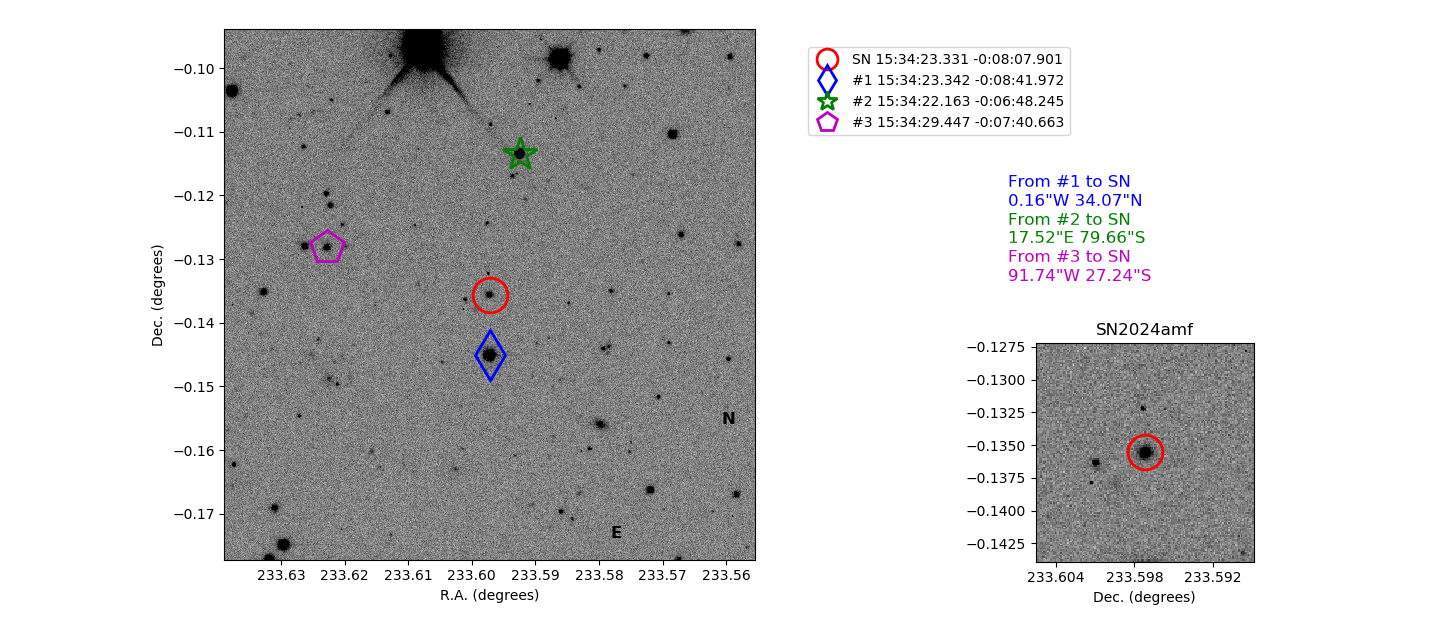 −0.10
−0.11
−0.12
−0.13
−0.14
−0.15
−0.16
−0.17
Dec. (degrees)
233.63 233.62 233.61 233.60 233.59 233.58 233.57 233.56
R.A. (degrees)
N
E
SN 15:34:23.331 -0:08:07.901
#1 15:34:23.342 -0:08:41.972
#2 15:34:22.163 -0:06:48.245
#3 15:34:29.447 -0:07:40.663
From #1 to SN
0.16"W 34.07"N
From #2 to SN
17.52"E 79.66"S
From #3 to SN
91.74"W 27.24"S
SN2024amf
−0.1275
−0.1300
−0.1325
−0.1350
−0.1375
−0.1400
−0.1425
233.604 233.598 233.592
Dec. (degrees)